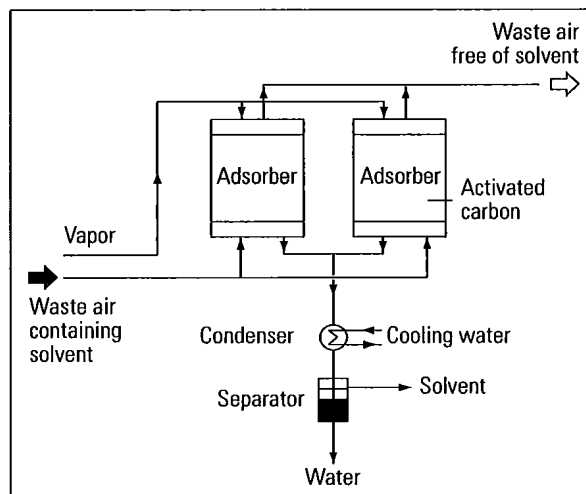 Waste air
free of solvent
Adsorber
Adsorber
Activated
carbon
Vapor
Waste air
containing
solvent
Condenser
Cooling water
Separator
Solvent
Water